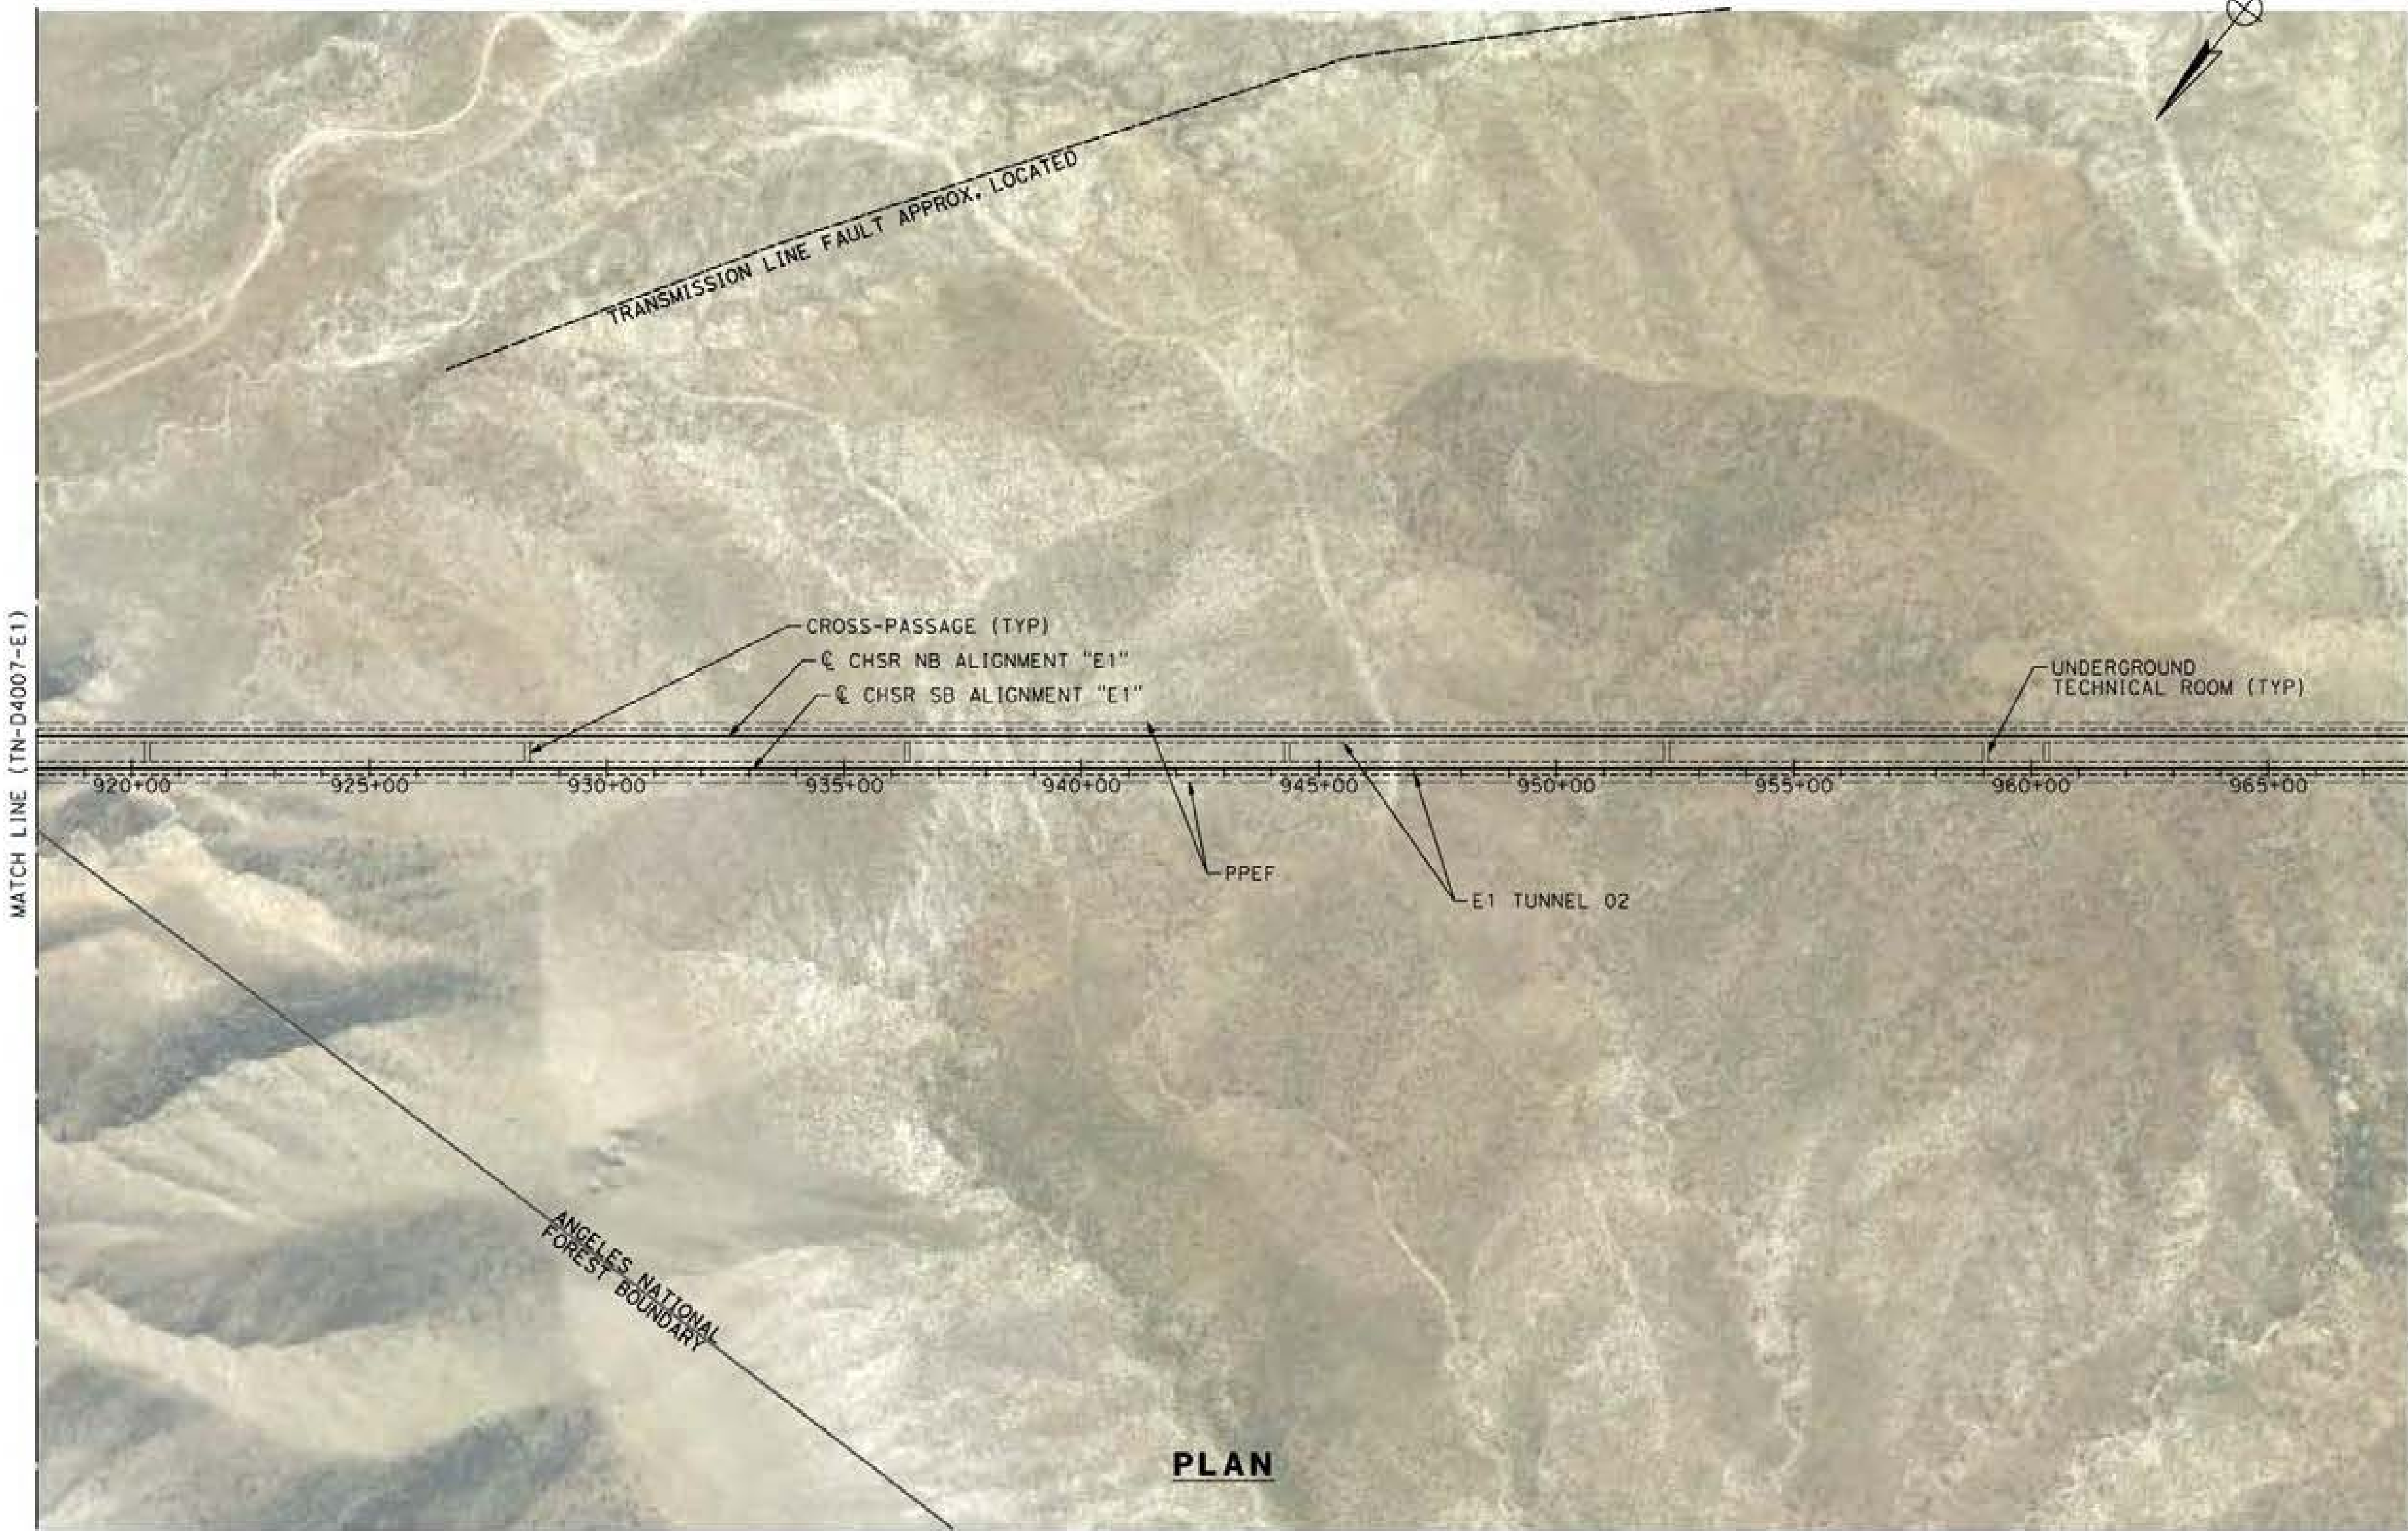 TRANSMISSION LINE FAULT APPROX. LOCATED
MATCH LINE (TN-D4007-E1)
CROSS-PASSAGE (TYP)
℄ CHSR NB ALIGNMENT "E1"
℄ CHSR SB ALIGNMENT "E1"
UNDERGROUND
TECHNICAL ROOM (TYP)
920+00 925+00 930+00 935+00 940+00 945+00 950+00 955+00 960+00 965+00
PPEF
E1 TUNNEL 02
ANGELES NATIONAL
FOREST BOUNDARY
PLAN